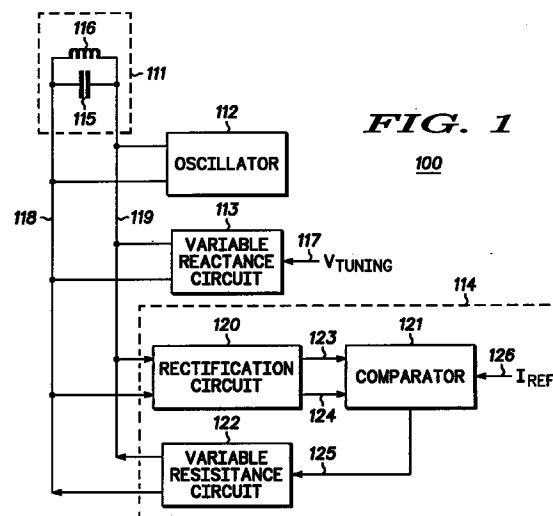 116
111
115
112
OSCILLATOR
FIG. 1
100
118
119
113
VARIABLE
REACTANCE
CIRCUIT
117
VTUNING
114
120
RECTIFICATION
CIRCUIT
123
124
121
COMPARATOR
126
IREF
122
VARIABLE
RESISITANCE
CIRCUIT
125